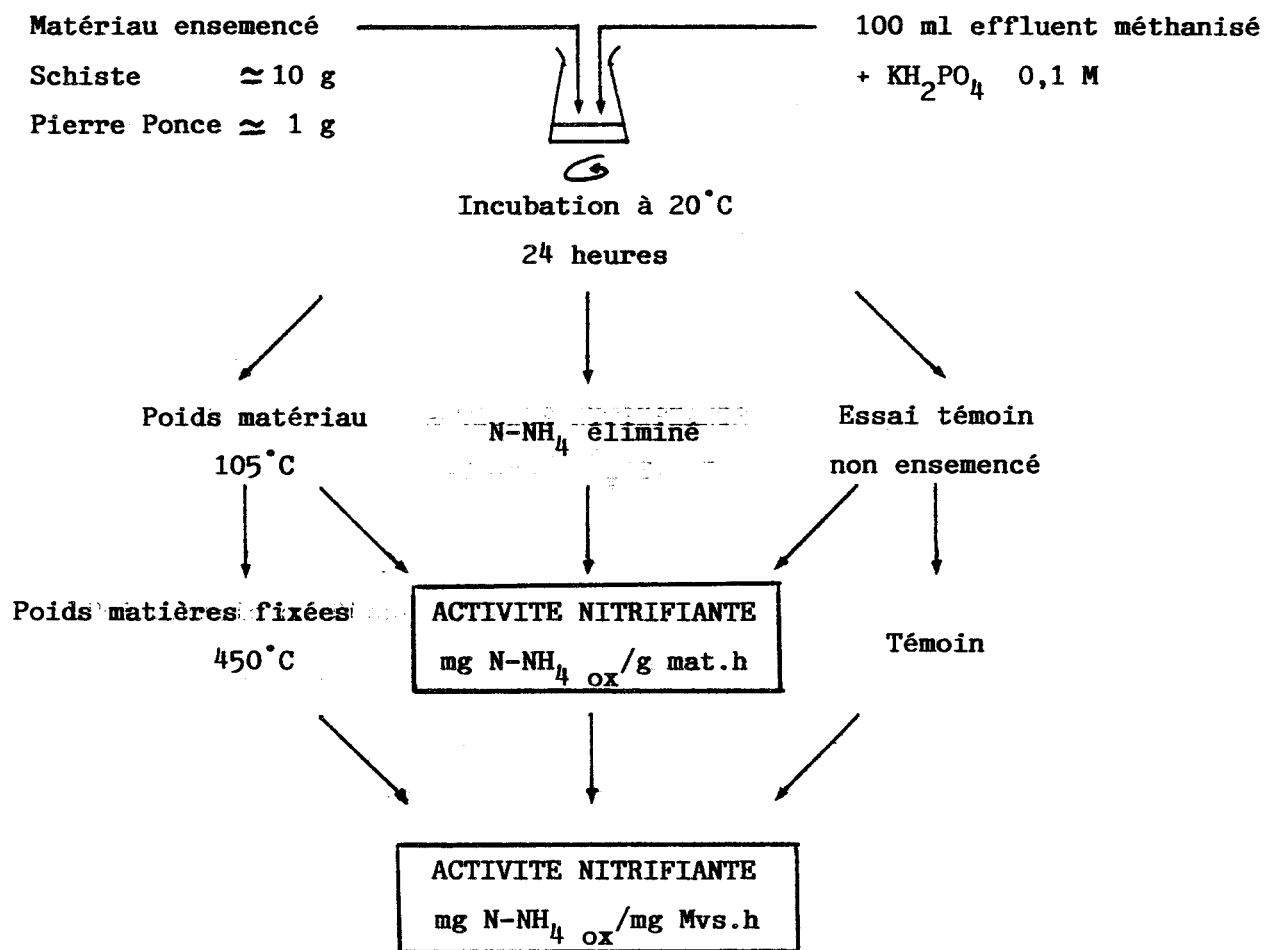 Matériau ensemencé
Schiste ≃ 10 g
Pierre Ponce ≃ 1 g
100 ml effluent méthanisé
+ KH₂PO₄ 0,1 M
Incubation à 20°C
24 heures
Poids matériau
105°C
N-NH₄ éliminé
Essai témoin
non ensemencé
Poids matières fixées
450°C
ACTIVITE NITRIFIANTE
mg N-NH₄ ox/g mat.h
Témoin
ACTIVITE NITRIFIANTE
mg N-NH₄ ox/mg Mvs.h